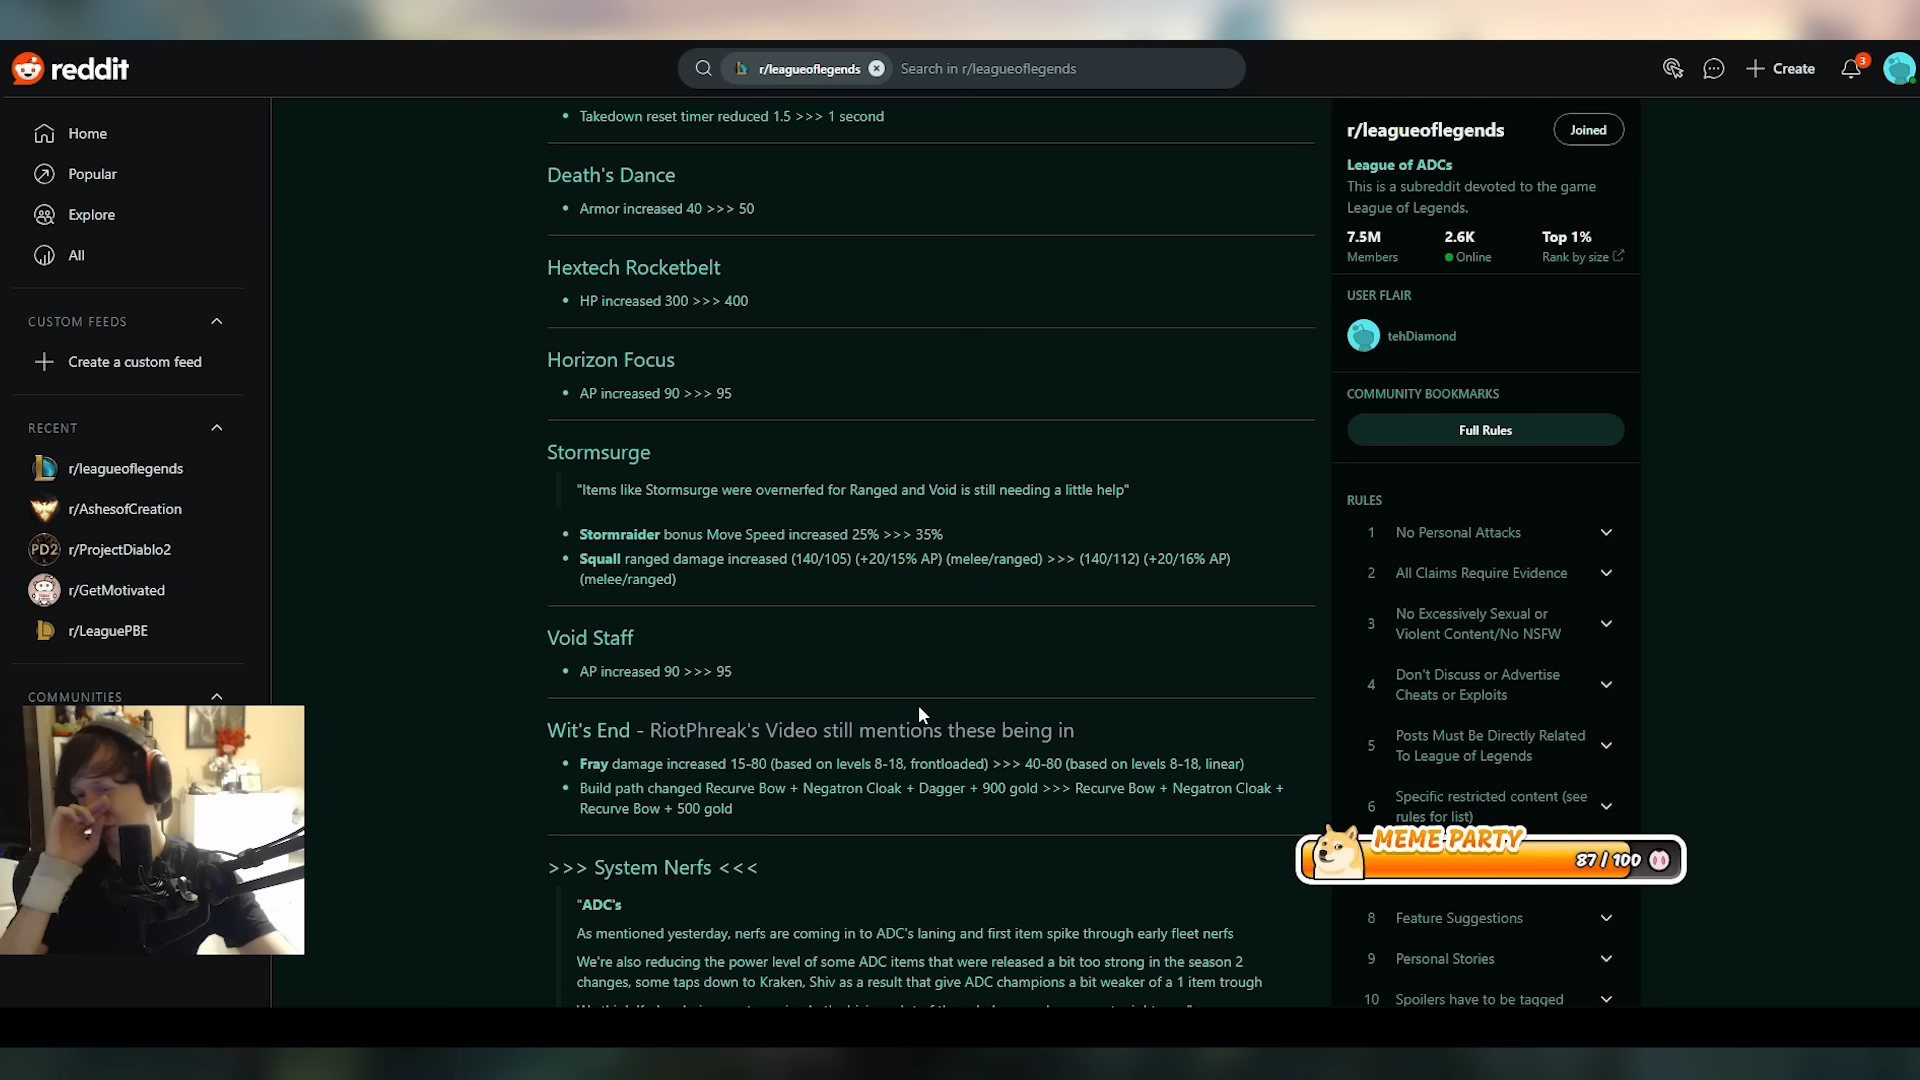 reddit
r/leagueoflegends
Search in r/leagueoflegends
Create
3
Home
Popular
Explore
All
CUSTOM FEEDS
Create a custom feed
RECENT
r/leagueoflegends
r/AshesofCreation
PD2 r/ProjectDiablo2
r/GetMotivated
r/LeaguePBE
COMMUNITIES
Takedown reset timer reduced 1.5 >>> 1 second
Death's Dance
Armor increased 40 >>> 50
Hextech Rocketbelt
HP increased 300 >>> 400
Horizon Focus
AP increased 90 >>> 95
Stormsurge
"Items like Stormsurge were overnerfed for Ranged and Void is still needing a little help"
Stormraider bonus Move Speed increased 25% >>> 35%
Squall ranged damage increased (140/105) (+20/15% AP) (melee/ranged) >>> (140/112) (+20/16% AP)
(melee/ranged)
Void Staff
AP increased 90 >>> 95
Wit's End - RiotPhreak's Video still mentions these being in
Fray damage increased 15-80 (based on levels 8-18, frontloaded) >>> 40-80 (based on levels 8-18, linear)
Build path changed Recurve Bow + Negatron Cloak + Dagger + 900 gold >>> Recurve Bow + Negatron Cloak +
Recurve Bow + 500 gold
>>> System Nerfs <<<
"ADC's
As mentioned yesterday, nerfs are coming in to ADC's laning and first item spike through early fleet nerfs
We're also reducing the power level of some ADC items that were released a bit too strong in the season 2
changes, some taps down to Kraken, Shiv as a result that give ADC champions a bit weaker of a 1 item trough
r/leagueoflegends
Joined
League of ADCs
This is a subreddit devoted to the game
League of Legends.
7.5M 2.6K Top 1%
Members Online Rank by size
USER FLAIR
tehDiamond
COMMUNITY BOOKMARKS
Full Rules
RULES
1 No Personal Attacks
2 All Claims Require Evidence
3 No Excessively Sexual or
Violent Content/No NSFW
4 Don't Discuss or Advertise
Cheats or Exploits
5 Posts Must Be Directly Related
To League of Legends
6 Specific restricted content (see
rules for list)
MEME PARTY
87 / 100
8 Feature Suggestions
9 Personal Stories
10 Spoilers have to be tagged